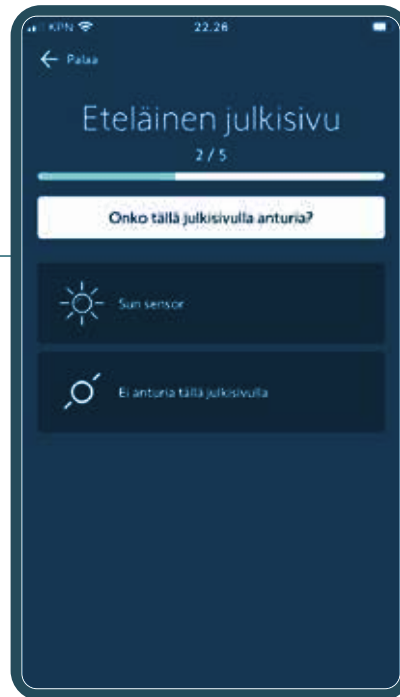 KPN 22.26
Palaa
Eteläinen julkisivu
2 / 5
Onko tällä julkisivulla anturia?
Sun sensor
Ei anturia tällä julkisivulla